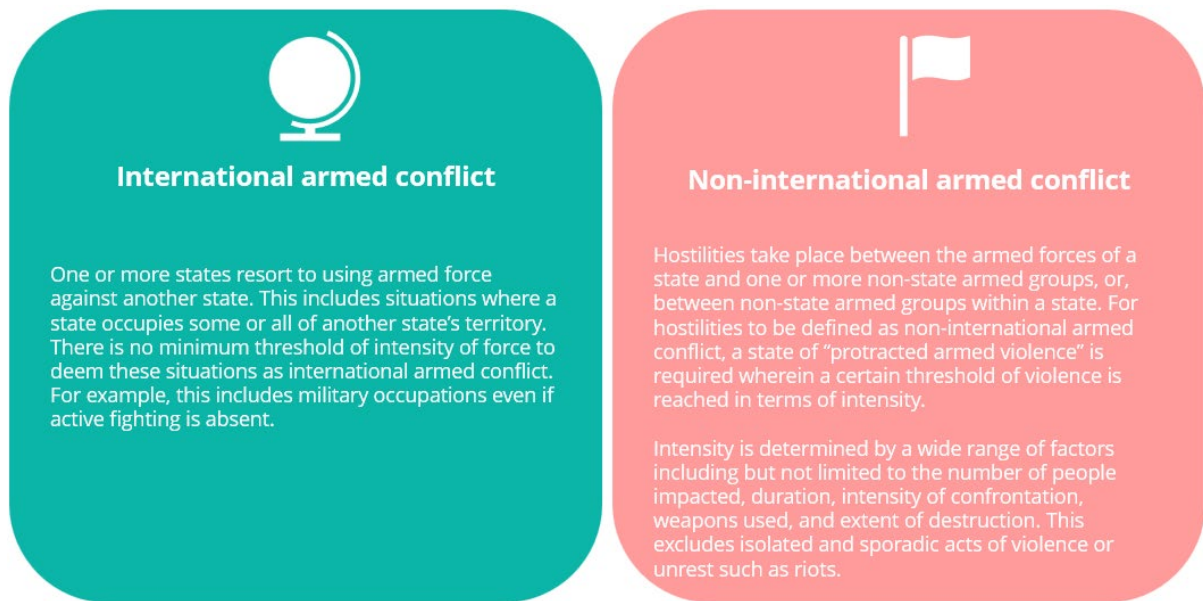 International armed conflict
One or more states resort to using armed force
against another state. This includes situations where a
state occupies some or all of another state’s territory.
There is no minimum threshold of intensity of force to
deem these situations as international armed conflict.
For example, this includes military occupations even if
active fighting is absent.
Non-international armed conflict
Hostilities take place between the armed forces of a
state and one or more non-state armed groups, or,
between non-state armed groups within a state. For
hostilities to be defined as non-international armed
conflict, a state of “protracted armed violence” is
required wherein a certain threshold of violence is
reached in terms of intensity.
Intensity is determined by a wide range of factors
including but not limited to the number of people
impacted, duration, intensity of confrontation,
weapons used, and extent of destruction. This
excludes isolated and sporadic acts of violence or
unrest such as riots.